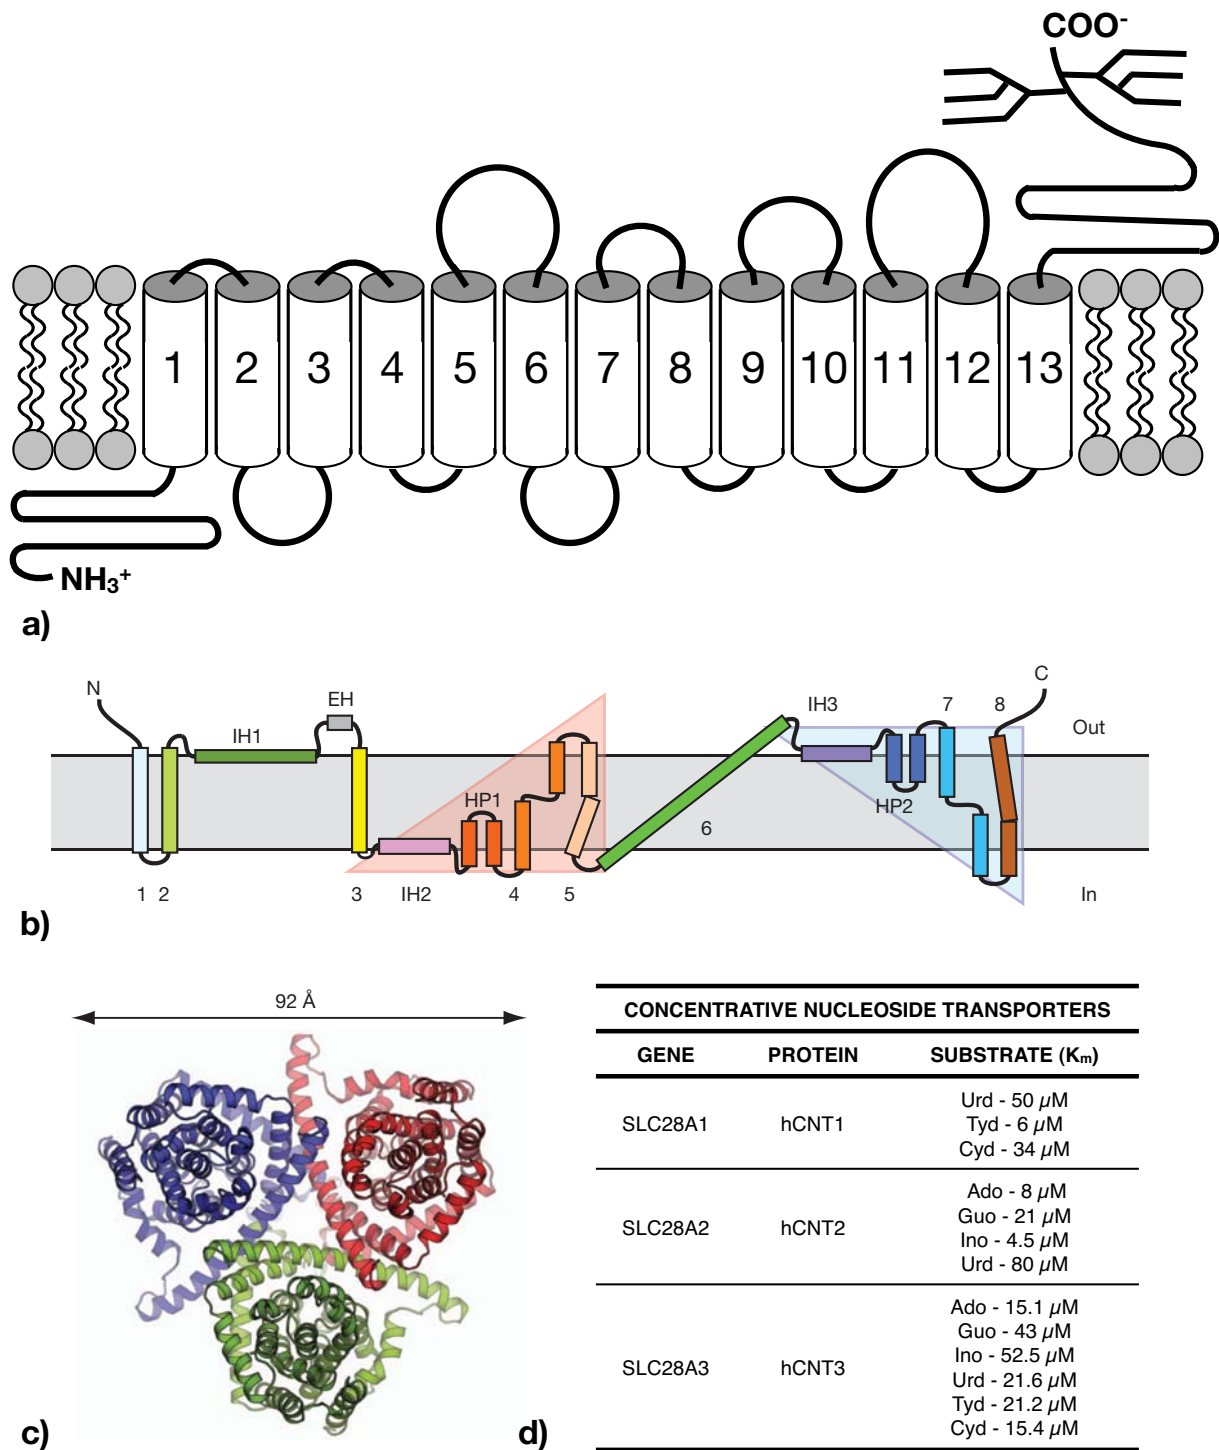 COO⁻
1 2 3 4 5 6 7 8 9 10 11 12 13
NH₃⁺
a)
N
EH
IH1
HP1
IH3
7
8
C
Out
HP2
6
1 2
3
IH2
4
5
In
b)
92 Å
c)
CONCENTRATIVE NUCLEOSIDE TRANSPORTERS
GENE PROTEIN SUBSTRATE (Kₘ)
SLC28A1 hCNT1
Urd - 50 µM
Tyd - 6 µM
Cyd - 34 µM
SLC28A2 hCNT2
Ado - 8 µM
Guo - 21 µM
Ino - 4.5 µM
Urd - 80 µM
SLC28A3 hCNT3
Ado - 15.1 µM
Guo - 43 µM
Ino - 52.5 µM
Urd - 21.6 µM
Tyd - 21.2 µM
Cyd - 15.4 µM
d)